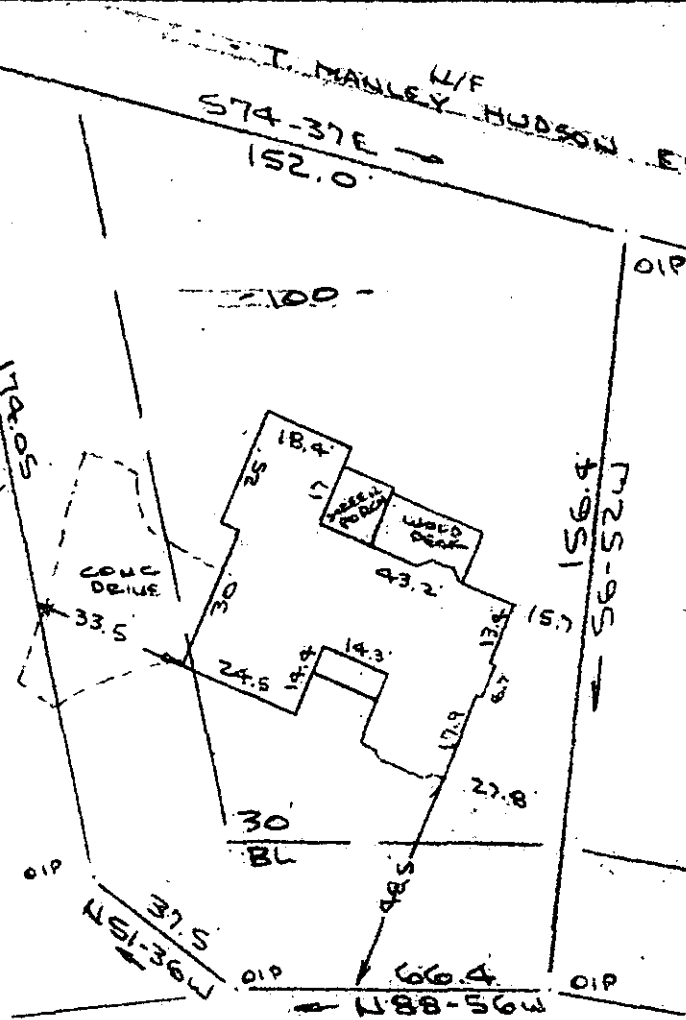 N/F
T. MANLEY HUDSON
S74-37E
152.0
OIP
100
174.05
18.4
25
17
SCREEN
PORCH
WOOD
DECK
156.4
S6-52W
43.2
CONC
DRIVE
30
15.7
33.5
13.4
14.3
24.5
14.4
6.7
17.9
27.8
30'
BL
48.5
OIP
37.5
N51-36W
OIP
66.4
OIP
N88-56W